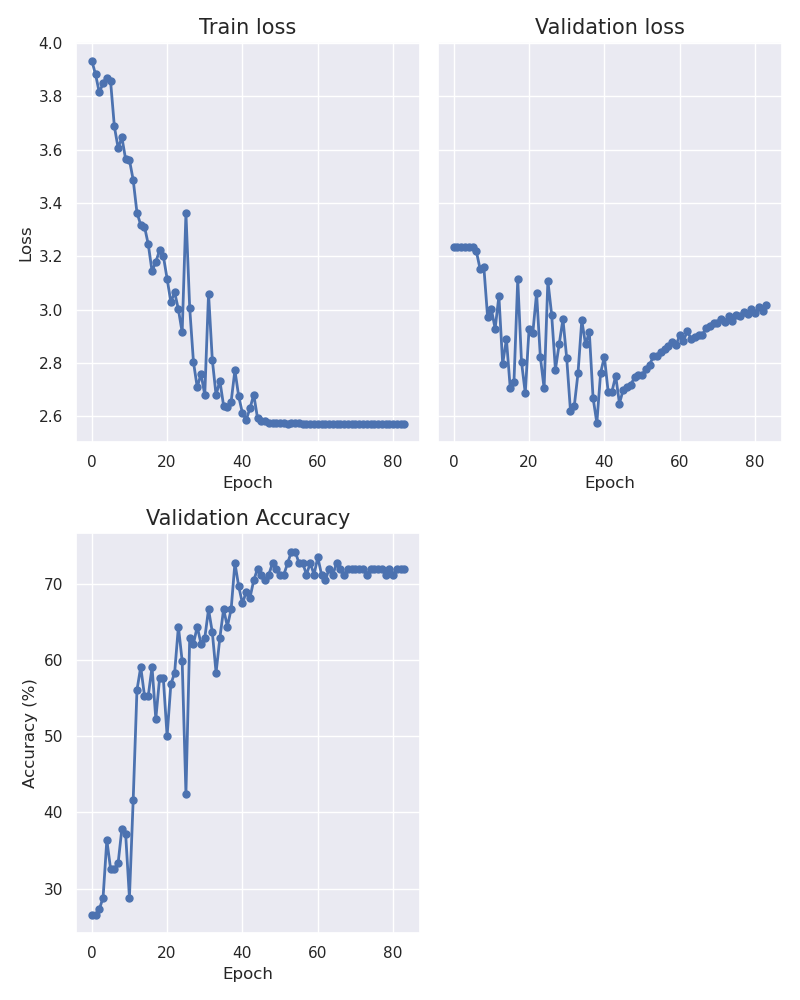 Train loss
Validation loss
4.0
3.8
3.6
3.4
3.2
3.0
2.8
2.6
Loss
0 20 40 60 80
Epoch
0 20 40 60 80
Epoch
Validation Accuracy
70
60
50
40
30
Accuracy (%)
0 20 40 60 80
Epoch